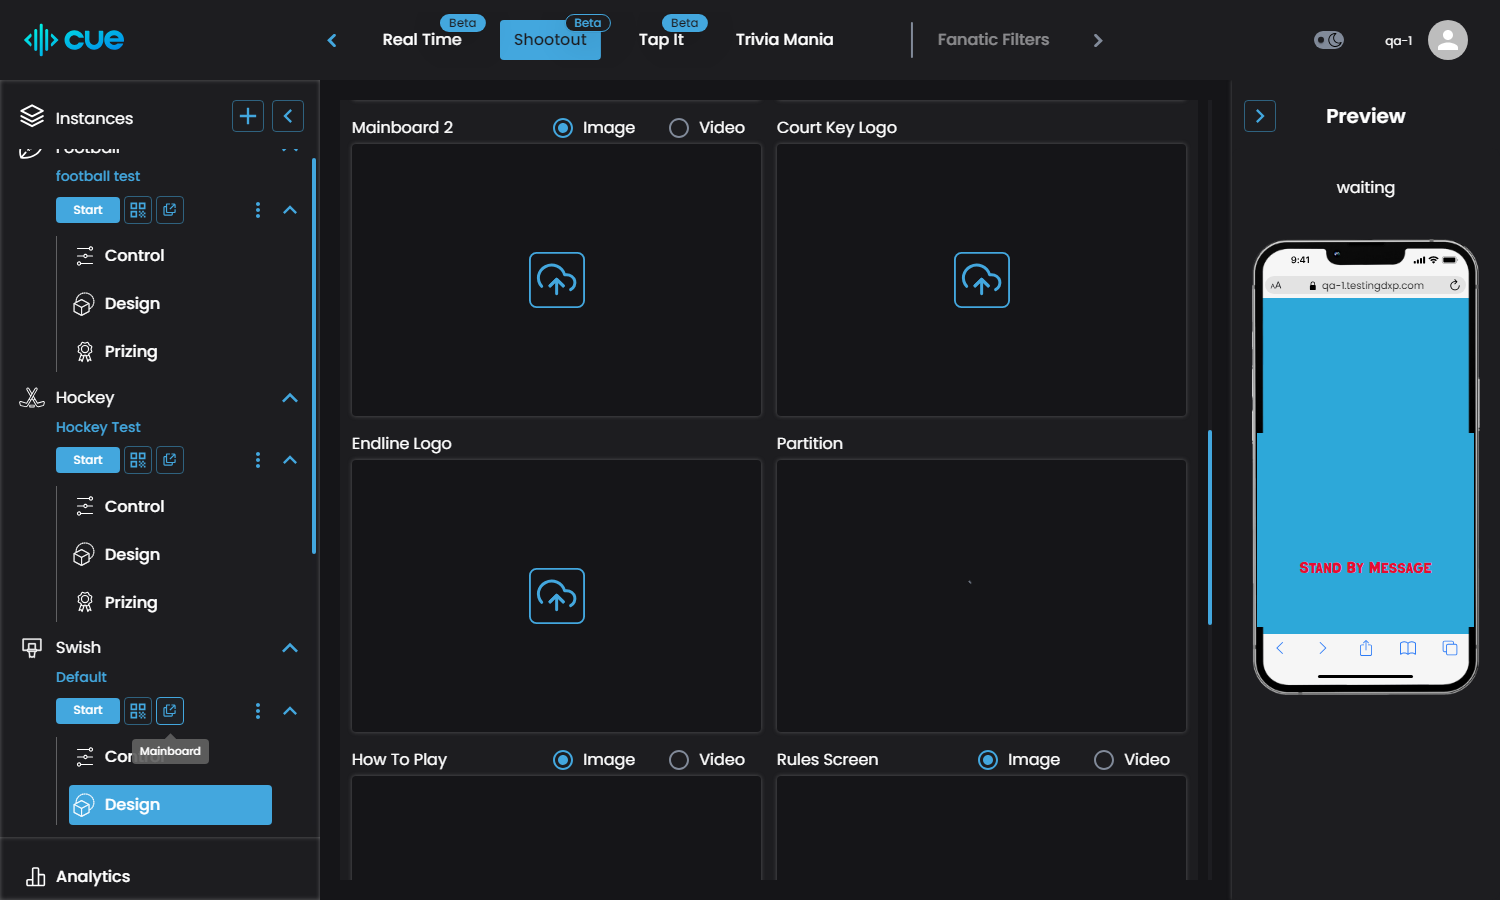 cue
Real Time
Beta
Shootout
Beta
Tap It
Beta
Trivia Mania
Fanatic Filters
qa-1
Instances
Football
football test
Start
Control
Design
Prizing
Hockey
Hockey Test
Start
Control
Design
Prizing
Swish
Default
Start
Mainboard
Control
Design
Analytics
Mainboard 2
Image
Video
Court Key Logo
Endline Logo
Partition
How To Play
Image
Video
Rules Screen
Image
Video
Preview
waiting
9:41
AA
qa-1.testingdxp.com
Stand By Message